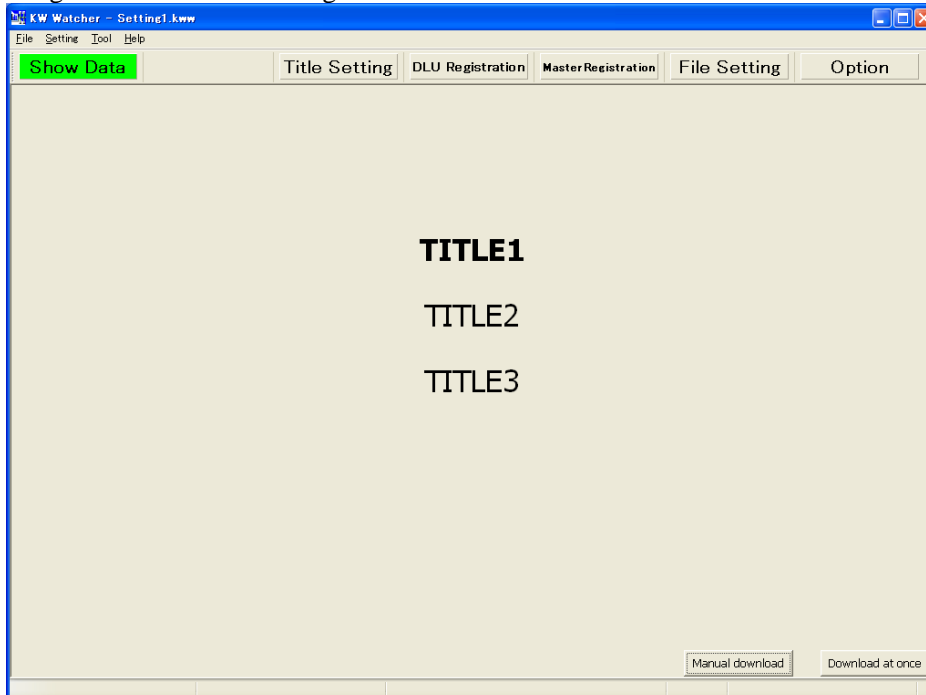 KW Watcher - Setting1.kww
File Setting Tool Help
Show Data Title Setting DLU Registration MasterRegistration File Setting Option
TITLE1
TITLE2
TITLE3
Manual download Download at once